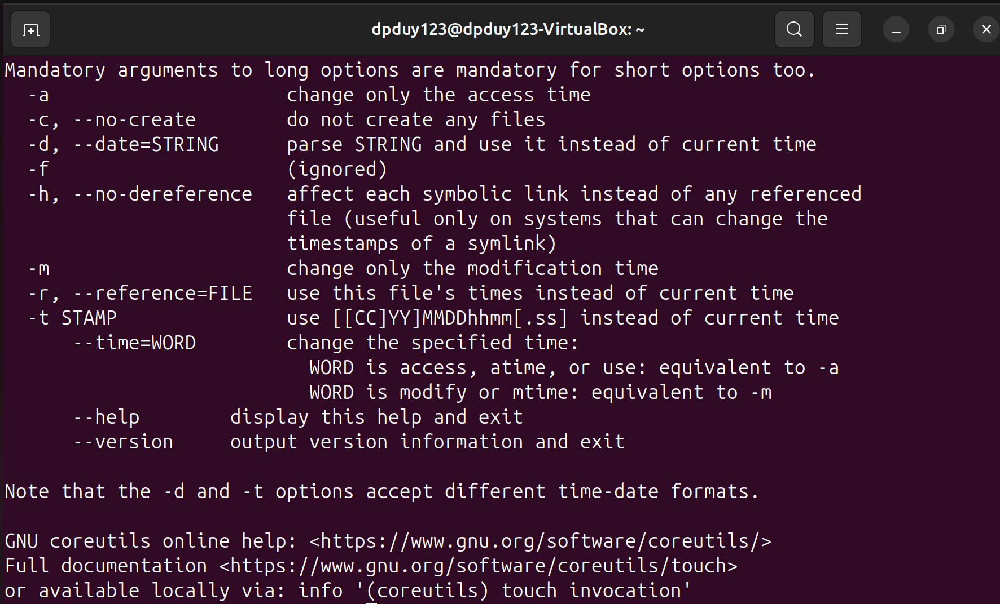 dpduy123@dpduy123-VirtualBox: ~
Mandatory arguments to long options are mandatory for short options too.
  -a                     change only the access time
  -c, --no-create        do not create any files
  -d, --date=STRING      parse STRING and use it instead of current time
  -f                     (ignored)
  -h, --no-dereference   affect each symbolic link instead of any referenced
                         file (useful only on systems that can change the
                         timestamps of a symlink)
  -m                     change only the modification time
  -r, --reference=FILE   use this file's times instead of current time
  -t STAMP               use [[CC]YY]MMDDhhmm[.ss] instead of current time
      --time=WORD        change the specified time:
                           WORD is access, atime, or use: equivalent to -a
                           WORD is modify or mtime: equivalent to -m
      --help        display this help and exit
      --version     output version information and exit

Note that the -d and -t options accept different time-date formats.

GNU coreutils online help: <https://www.gnu.org/software/coreutils/>
Full documentation <https://www.gnu.org/software/coreutils/touch>
or available locally via: info '(coreutils) touch invocation'